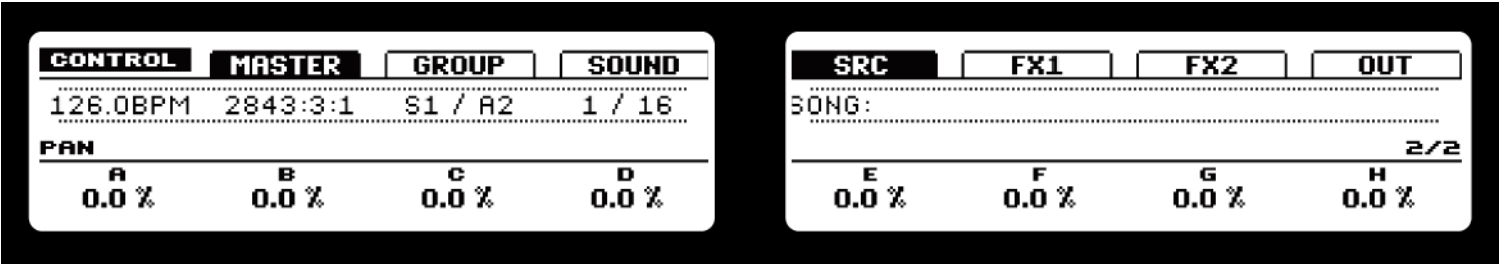 CONTROL MASTER GROUP SOUND
126.0BPM 2843:3:1 S1 / A2 1 / 16
PAN
A B C D
0.0 % 0.0 % 0.0 % 0.0 %
SRC FX1 FX2 OUT
SONG:
2/2
E F G H
0.0 % 0.0 % 0.0 % 0.0 %